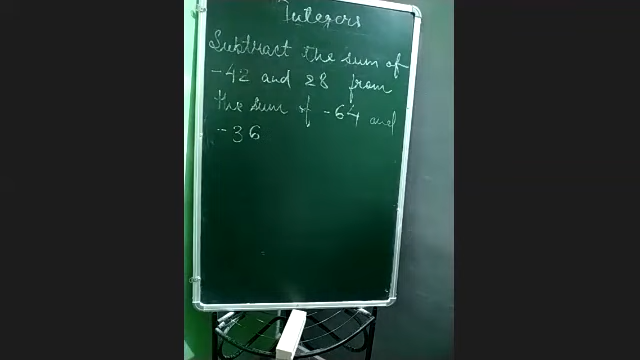 Integers
Subtract the sum of
-42 and 28 from
the sum of -64 and
-36